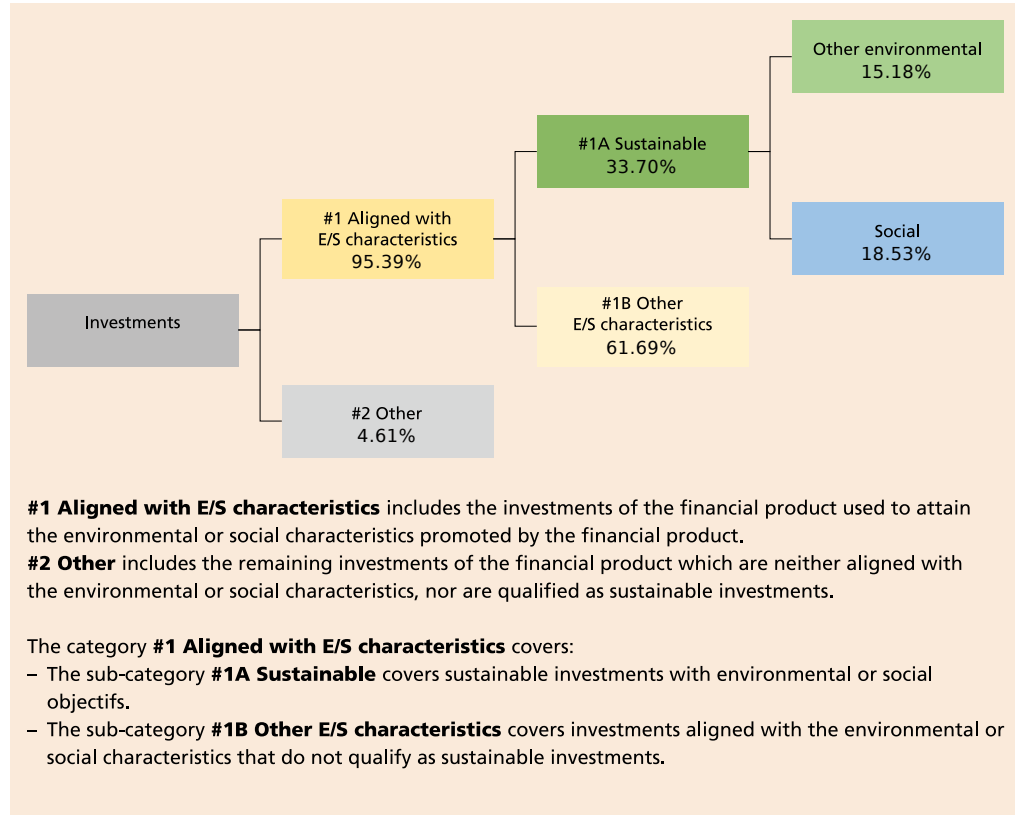 Other environmental
15.18%
#1A Sustainable
33.70%
#1 Aligned with
E/S characteristics
95.39%
Social
18.53%
Investments
#1B Other
E/S characteristics
61.69%
#2 Other
4.61%
#1 Aligned with E/S characteristics includes the investments of the financial product used to attain
the environmental or social characteristics promoted by the financial product.
#2 Other includes the remaining investments of the financial product which are neither aligned with
the environmental or social characteristics, nor are qualified as sustainable investments.
The category #1 Aligned with E/S characteristics covers:
– The sub-category #1A Sustainable covers sustainable investments with environmental or social
objectifs.
– The sub-category #1B Other E/S characteristics covers investments aligned with the environmental or
social characteristics that do not qualify as sustainable investments.